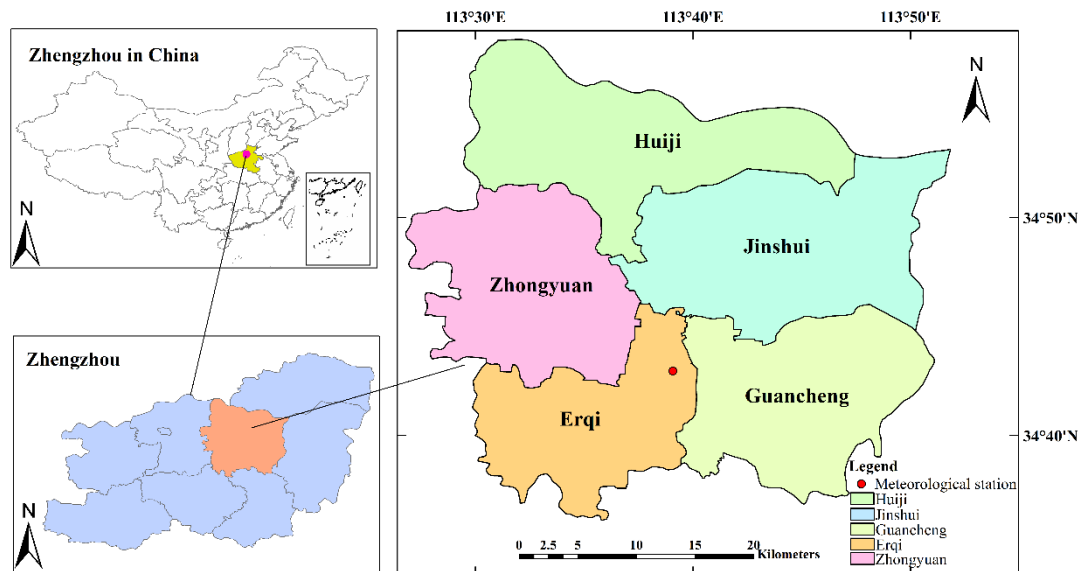 Zhengzhou in China
N
Zhengzhou
N
113°30'E 113°40'E 113°50'E
N
Huiji
34°50'N
Jinshui
Zhongyuan
Guancheng
Erqi
34°40'N
Legend
Meteorological station
Huiji
Jinshui
Guancheng
Erqi
Zhongyuan
0 2.5 5 10 15 20
Kilometers